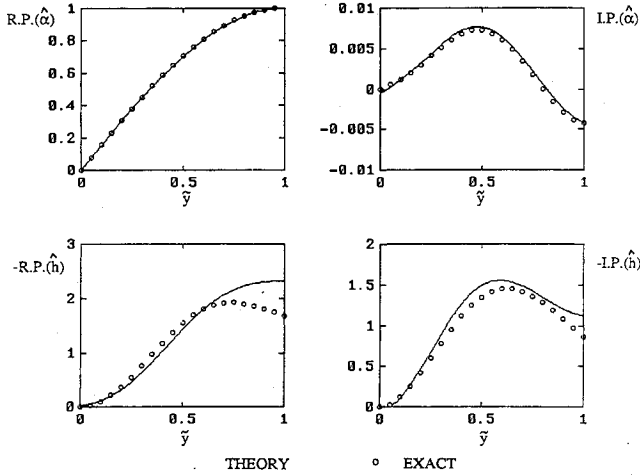 R.P.(α̂)
1
0.8
0.6
0.4
0.2
0
0 0.5 1
ỹ
I.P.(α̂)
0.01
0.005
0
-0.005
-0.01
0 0.5 1
ỹ
-R.P.(ĥ)
3
2
1
0
0 0.5 1
ỹ
-I.P.(ĥ)
2
1.5
1
0.5
0
0 0.5 1
ỹ
THEORY o EXACT